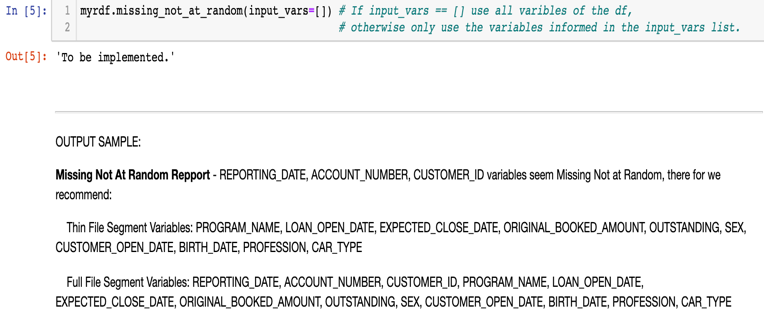 In [5]: 1 myrdf.missing_not_at_random(input_vars=[]) # If input_vars == [] use all varibles of the df,
2 # otherwise only use the variables informed in the input_vars list.
Out[5]: 'To be implemented.'
OUTPUT SAMPLE:
Missing Not At Random Repport - REPORTING_DATE, ACCOUNT_NUMBER, CUSTOMER_ID variables seem Missing Not at Random, there for we
recommend:
Thin File Segment Variables: PROGRAM_NAME, LOAN_OPEN_DATE, EXPECTED_CLOSE_DATE, ORIGINAL_BOOKED_AMOUNT, OUTSTANDING, SEX,
CUSTOMER_OPEN_DATE, BIRTH_DATE, PROFESSION, CAR_TYPE
Full File Segment Variables: REPORTING_DATE, ACCOUNT_NUMBER, CUSTOMER_ID, PROGRAM_NAME, LOAN_OPEN_DATE,
EXPECTED_CLOSE_DATE, ORIGINAL_BOOKED_AMOUNT, OUTSTANDING, SEX, CUSTOMER_OPEN_DATE, BIRTH_DATE, PROFESSION, CAR_TYPE